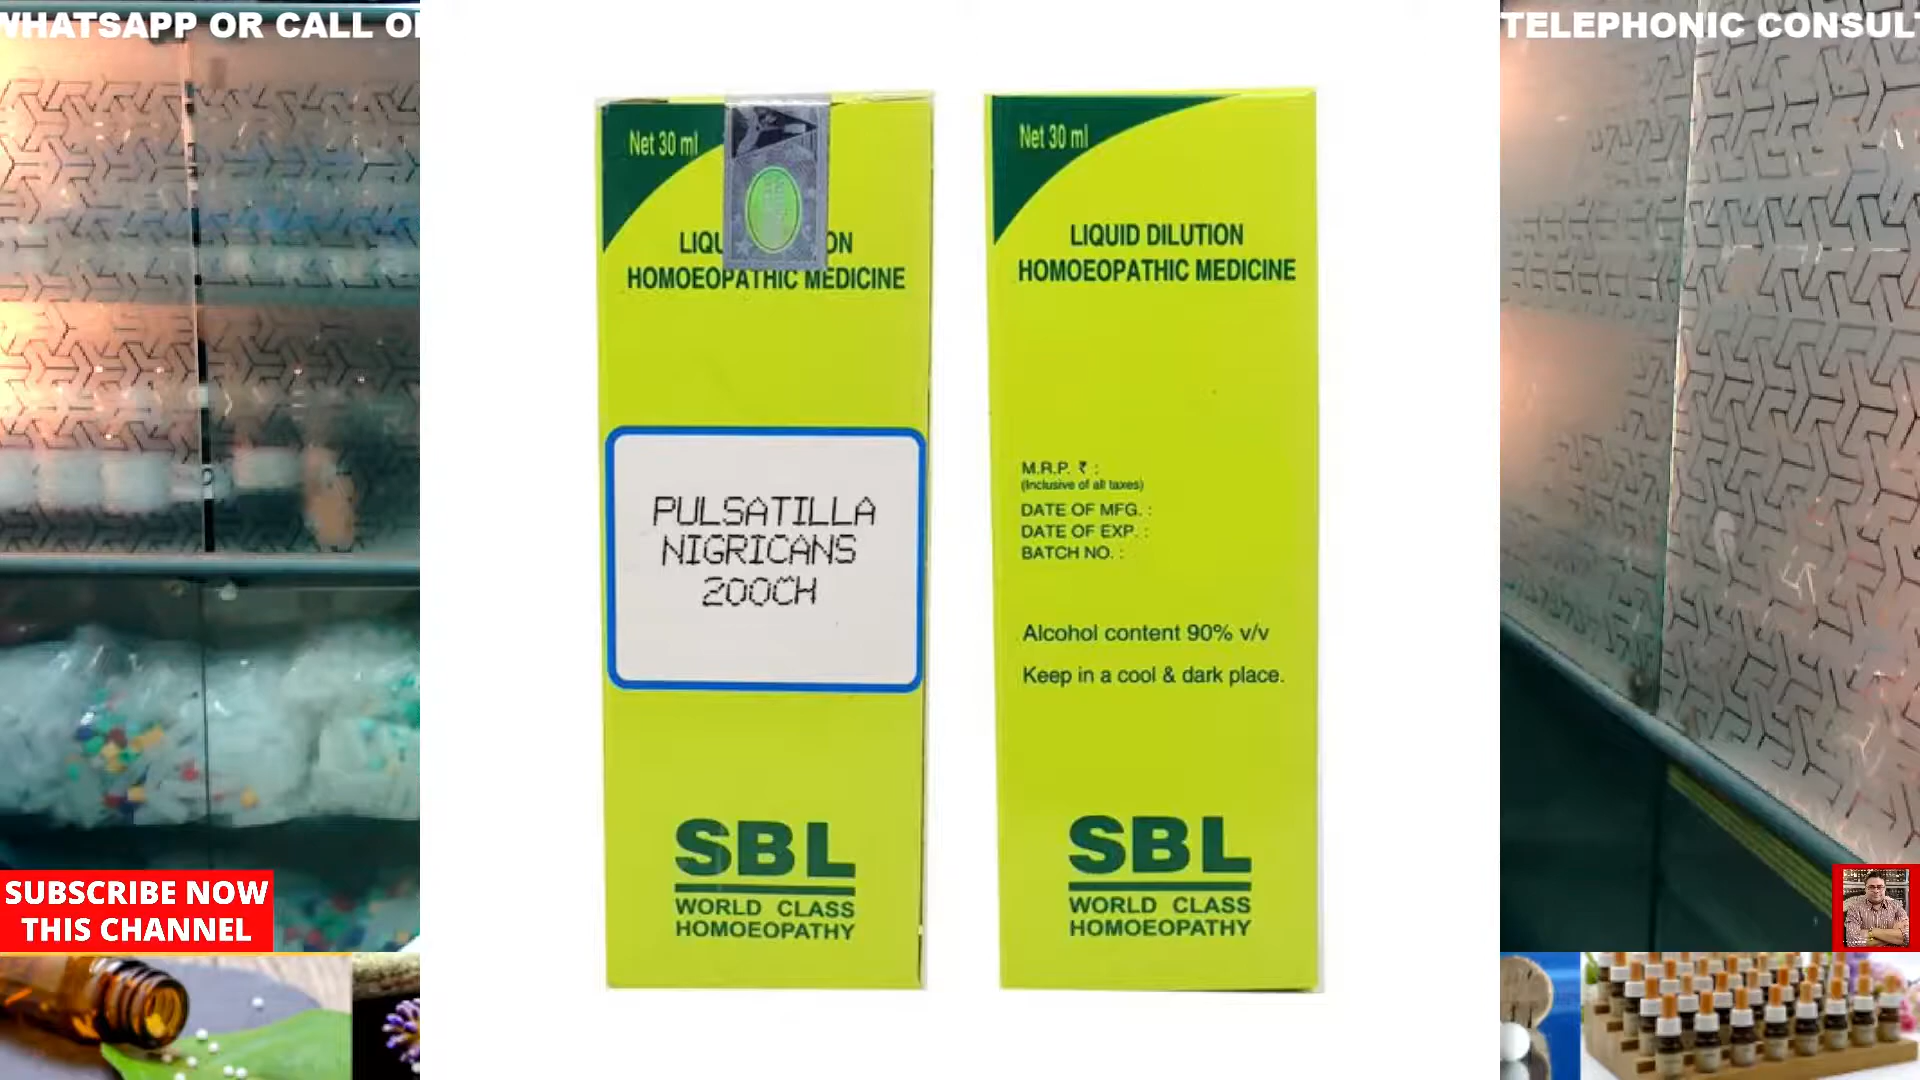 WHATSAPP OR CALL
TELEPHONIC CONSUL
Net 30 ml
LIQU ON
HOMOEOPATHIC MEDICINE
PULSATILLA
NIGRICANS
200CH
SBL
WORLD CLASS
HOMOEOPATHY
Net 30 ml
LIQUID DILUTION
HOMOEOPATHIC MEDICINE
M.R.P. ₹ :
(Inclusive of all taxes)
DATE OF MFG. :
DATE OF EXP. :
BATCH NO. :
Alcohol content 90% v/v
Keep in a cool & dark place.
SBL
WORLD CLASS
HOMOEOPATHY
SUBSCRIBE NOW
THIS CHANNEL